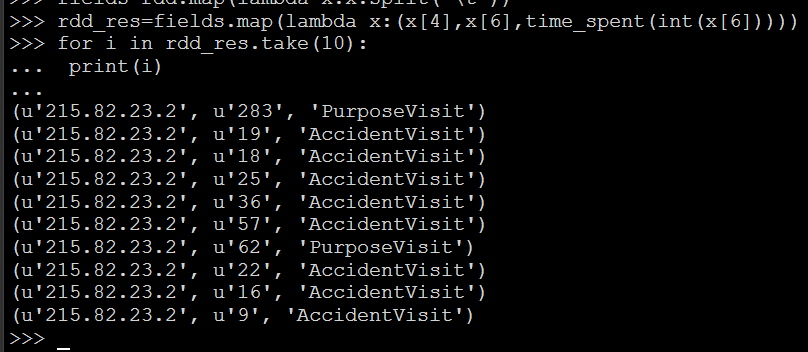 >>> fields=rdd.map(lambda x:x.split('\t'))
>>> rdd_res=fields.map(lambda x:(x[4],x[6],time_spent(int(x[6]))))
>>> for i in rdd_res.take(10):
...  print(i)
...
(u'215.82.23.2', u'283', 'PurposeVisit')
(u'215.82.23.2', u'19', 'AccidentVisit')
(u'215.82.23.2', u'18', 'AccidentVisit')
(u'215.82.23.2', u'25', 'AccidentVisit')
(u'215.82.23.2', u'36', 'AccidentVisit')
(u'215.82.23.2', u'57', 'AccidentVisit')
(u'215.82.23.2', u'62', 'PurposeVisit')
(u'215.82.23.2', u'22', 'AccidentVisit')
(u'215.82.23.2', u'16', 'AccidentVisit')
(u'215.82.23.2', u'9', 'AccidentVisit')
>>> _